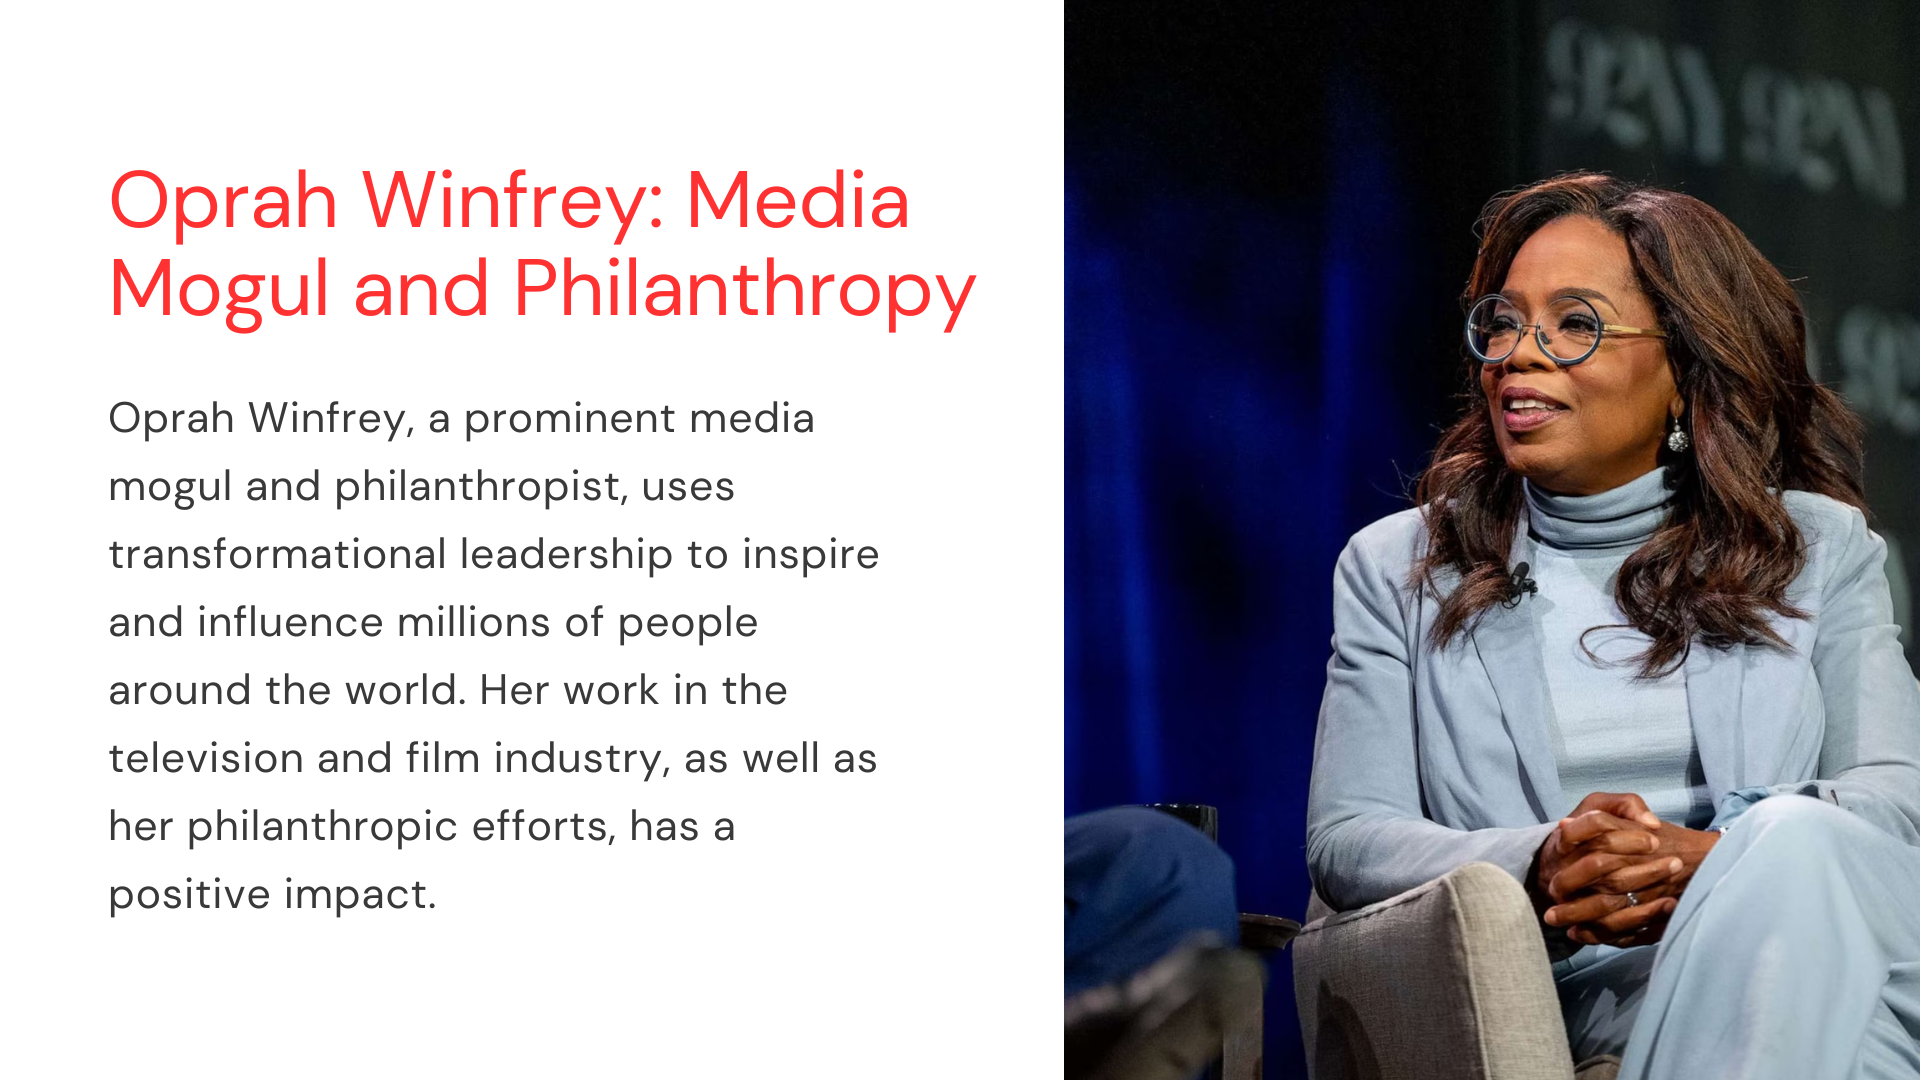 Oprah Winfrey: Media
Mogul and Philanthropy
Oprah Winfrey, a prominent media
mogul and philanthropist, uses
transformational leadership to inspire
and influence millions of people
around the world. Her work in the
television and film industry, as well as
her philanthropic efforts, has a
positive impact.